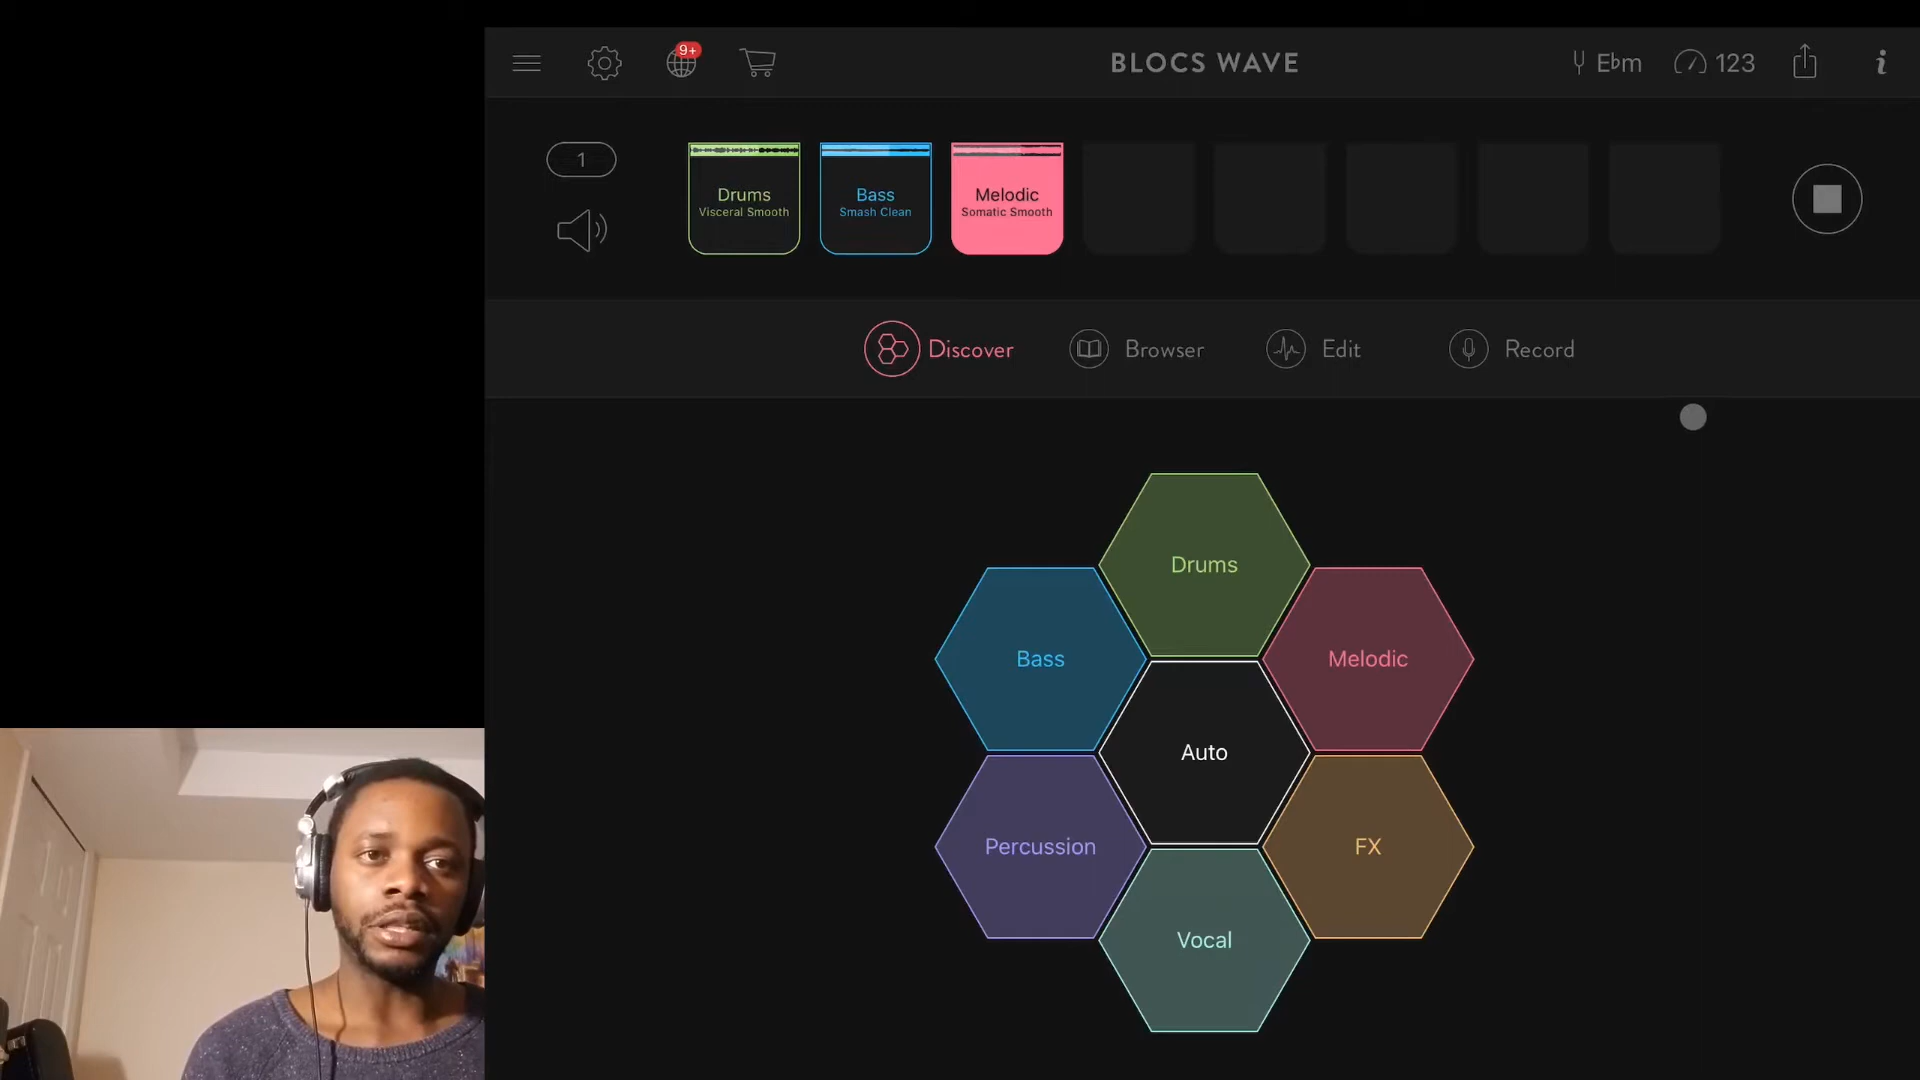 9+
BLOCS WAVE
E♭m
123
i
1
Drums
Visceral Smooth
Bass
Smash Clean
Melodic
Somatic Smooth
Discover
Browser
Edit
Record
Drums
Bass
Melodic
Auto
Percussion
FX
Vocal